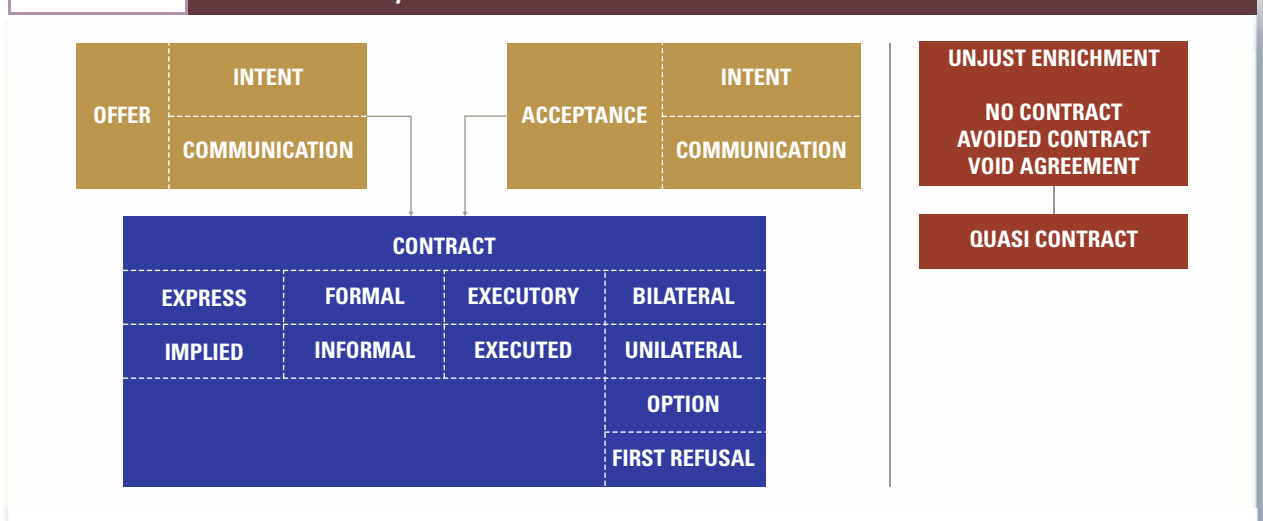 OFFER
INTENT
COMMUNICATION
ACCEPTANCE
INTENT
COMMUNICATION
CONTRACT
EXPRESS FORMAL EXECUTORY BILATERAL
IMPLIED INFORMAL EXECUTED UNILATERAL
OPTION
FIRST REFUSAL
UNJUST ENRICHMENT
NO CONTRACT
AVOIDED CONTRACT
VOID AGREEMENT
QUASI CONTRACT